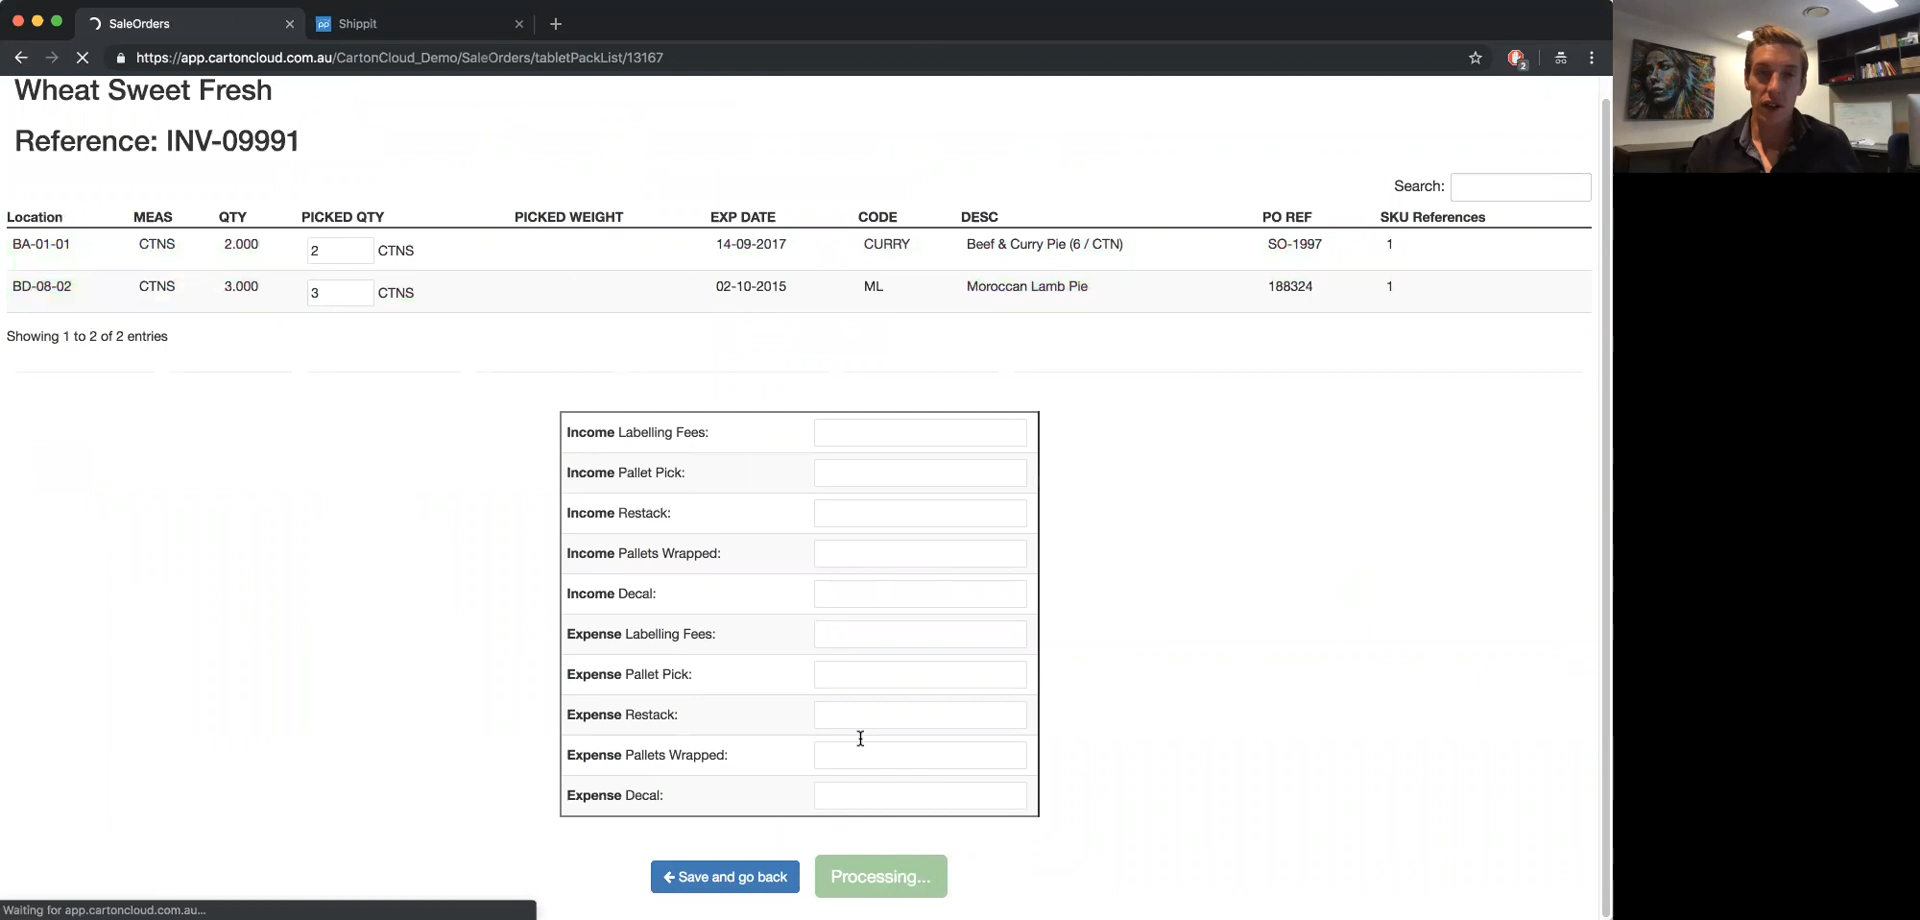 SaleOrders
pp Shippit
https://app.cartoncloud.com.au/CartonCloud_Demo/SaleOrders/tabletPackList/13167
2
Wheat Sweet Fresh
Reference: INV-09991
Search:
Location MEAS QTY PICKED QTY PICKED WEIGHT EXP DATE CODE DESC PO REF SKU References
BA-01-01 CTNS 2.000 2 CTNS 14-09-2017 CURRY Beef & Curry Pie (6 / CTN) SO-1997 1
BD-08-02 CTNS 3.000 3 CTNS 02-10-2015 ML Moroccan Lamb Pie 188324 1
Showing 1 to 2 of 2 entries
Income Labelling Fees:
Income Pallet Pick:
Income Restack:
Income Pallets Wrapped:
Income Decal:
Expense Labelling Fees:
Expense Pallet Pick:
Expense Restack:
Expense Pallets Wrapped:
Expense Decal:
Save and go back Processing...
Waiting for app.cartoncloud.com.au...